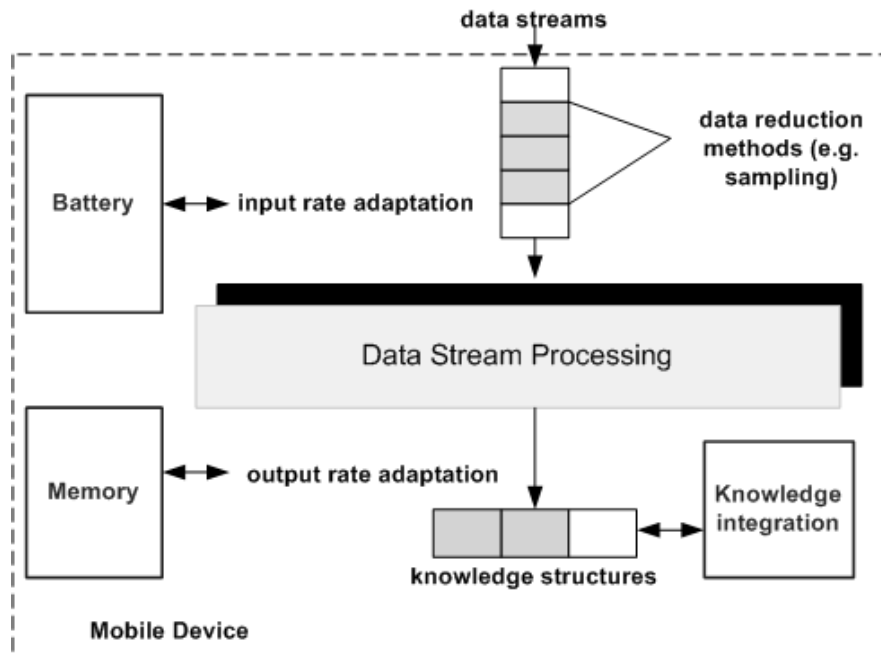 data streams
data reduction
methods (e.g.
sampling)
Battery
input rate adaptation
Data Stream Processing
Memory
output rate adaptation
Knowledge
integration
knowledge structures
Mobile Device